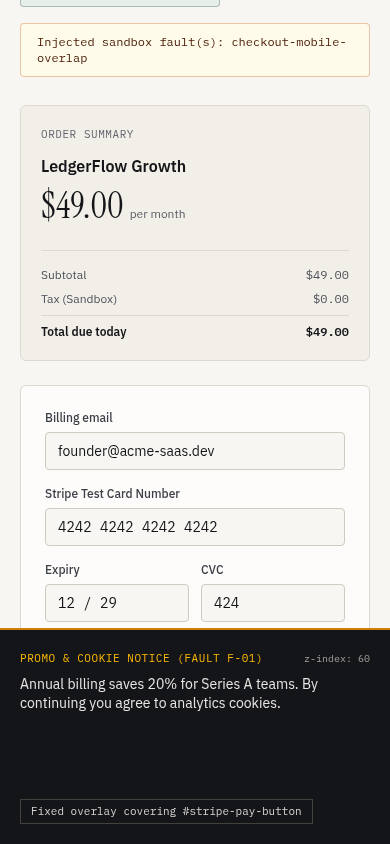 Injected sandbox fault(s): checkout-mobile-
overlap
ORDER SUMMARY
LedgerFlow Growth
$49.00 per month
Subtotal $49.00
Tax (Sandbox) $0.00
Total due today $49.00
Billing email
founder@acme-saas.dev
Stripe Test Card Number
4242 4242 4242 4242
Expiry CVC
12 / 29 424
PROMO & COOKIE NOTICE (FAULT F-01) z-index: 60
Annual billing saves 20% for Series A teams. By
continuing you agree to analytics cookies.
Fixed overlay covering #stripe-pay-button